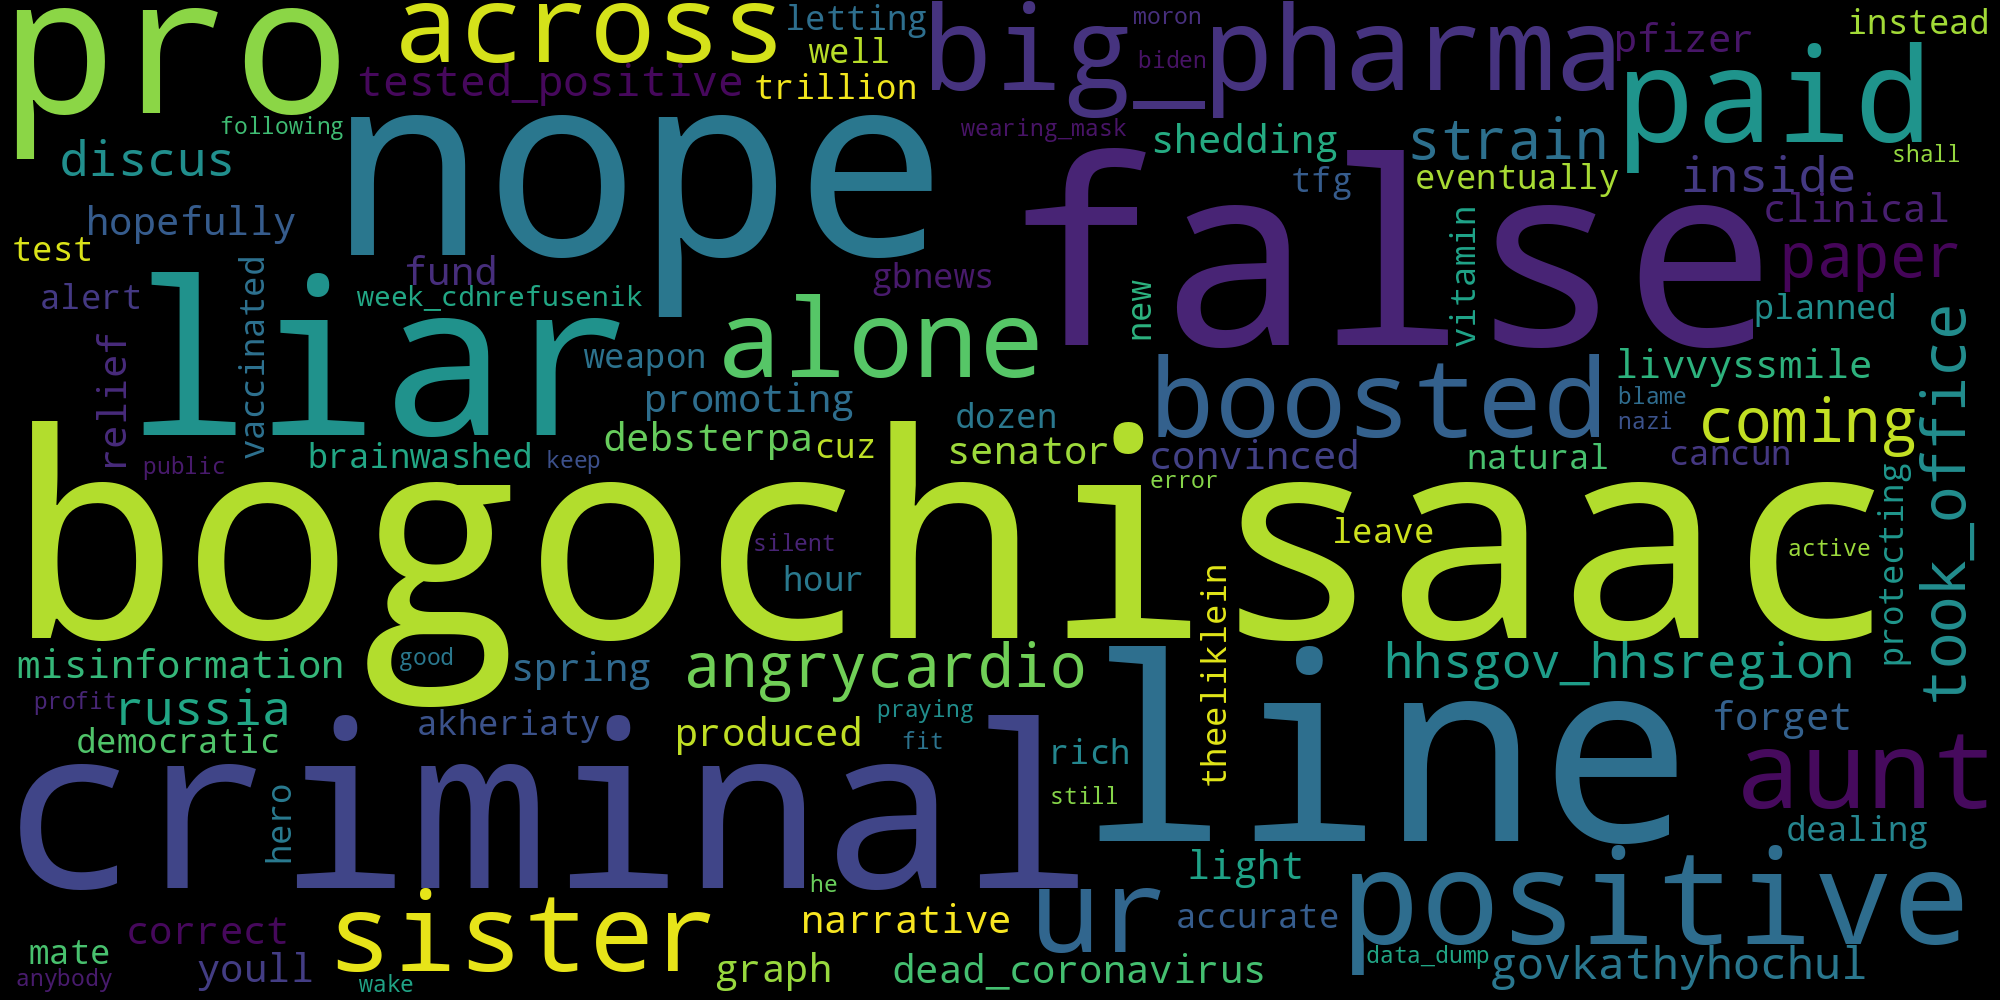 pro
across
letting
well
trillion
tested_positive
big_pharma
moron
biden
pfizer
instead
paid
following
discus
nope
wearing_mask
shedding
strain
tfg
eventually
shall
inside
false
clinical
hopefully
test
paper
fund
gbnews
vitamin
alert
vaccinated
liar
week_cdnrefusenik
alone
new
planned
relief
weapon
promoting
dozen
boosted
livvyssmile
blame
nazi
coming
took_office
public
brainwashed
keep
debsterpa
cuz
senator
convinced
error
natural
cancun
protecting
bogochisaac
silent
hour
leave
active
theeliklein
misinformation
good
spring
angrycardio
line
hhsgov_hhsregion
profit
russia
democratic
akheriaty
produced
praying
fit
rich
still
forget
aunt
criminal
hero
dealing
light
he
sister
narrative
ur
accurate
positive
correct
mate
anybody
youll
wake
graph
dead_coronavirus
data_dump
govkathyhochul